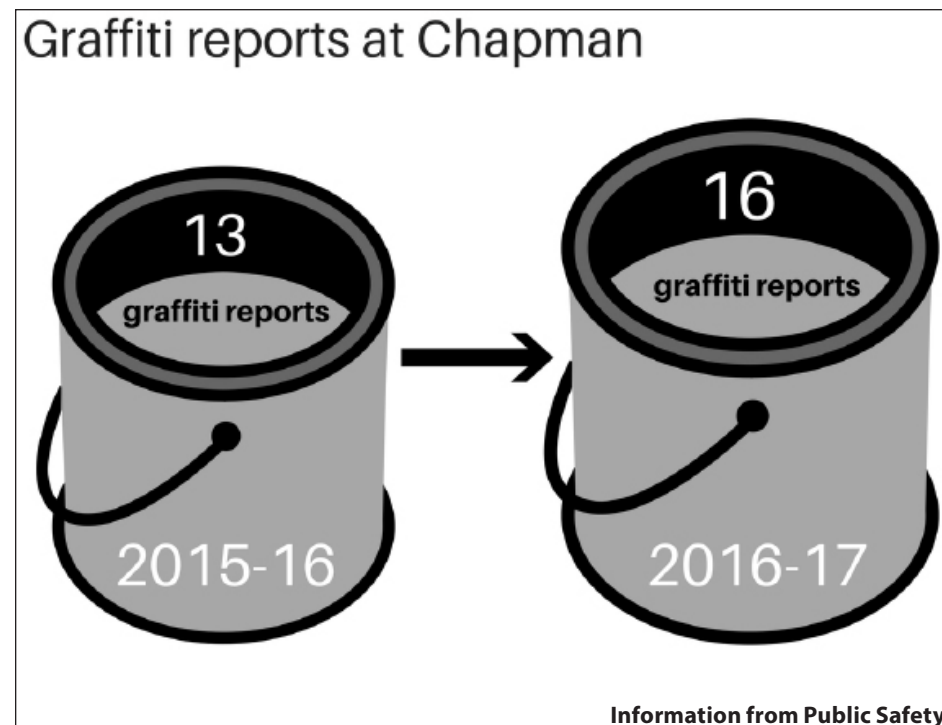 Graffiti reports at Chapman
13
graffiti reports
2015-16
16
graffiti reports
2016-17
Information from Public Safety